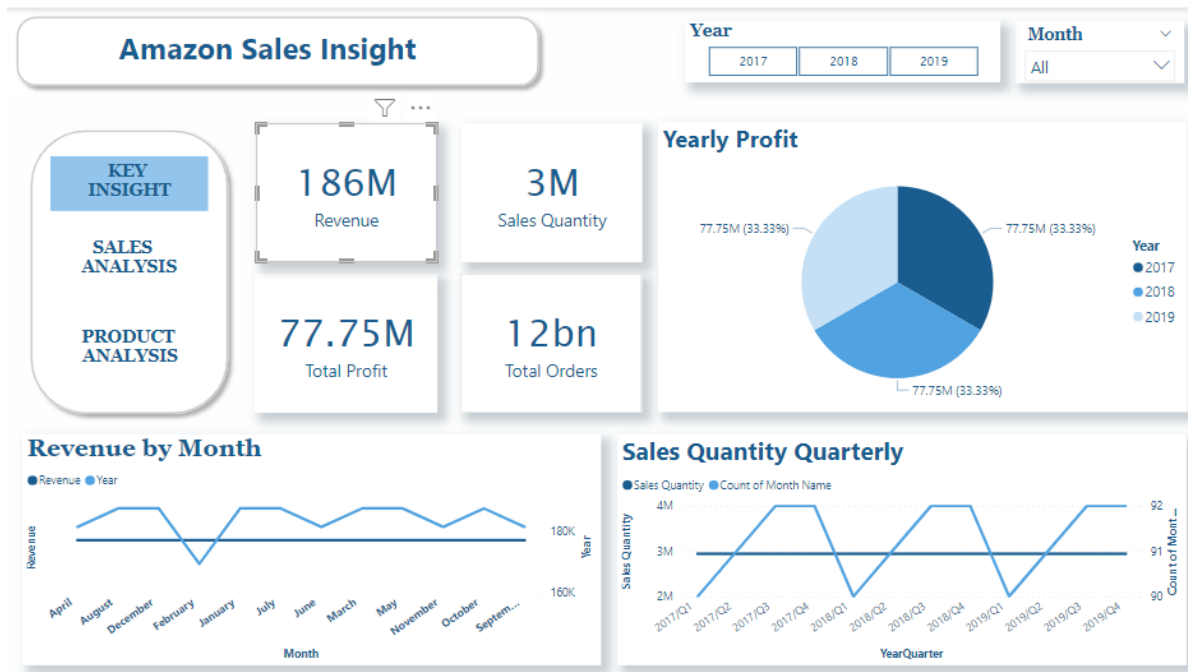 Amazon Sales Insight
Year
2017
2018
2019
Month
All
KEY
INSIGHT
SALES
ANALYSIS
PRODUCT
ANALYSIS
186M
Revenue
3M
Sales Quantity
77.75M
Total Profit
12bn
Total Orders
Yearly Profit
77.75M (33.33%)
77.75M (33.33%)
77.75M (33.33%)
Year
2017
2018
2019
Revenue by Month
Revenue Year
Revenue
180K
160K
Year
April
August
December
February
January
July
June
March
May
November
October
Septem...
Month
Sales Quantity Quarterly
Sales Quantity Count of Month Name
Sales Quantity
4M
3M
2M
92
91
90
Count of Mont...
2017/Q1
2017/Q2
2017/Q3
2017/Q4
2018/Q1
2018/Q2
2018/Q3
2018/Q4
2019/Q1
2019/Q2
2019/Q3
2019/Q4
YearQuarter